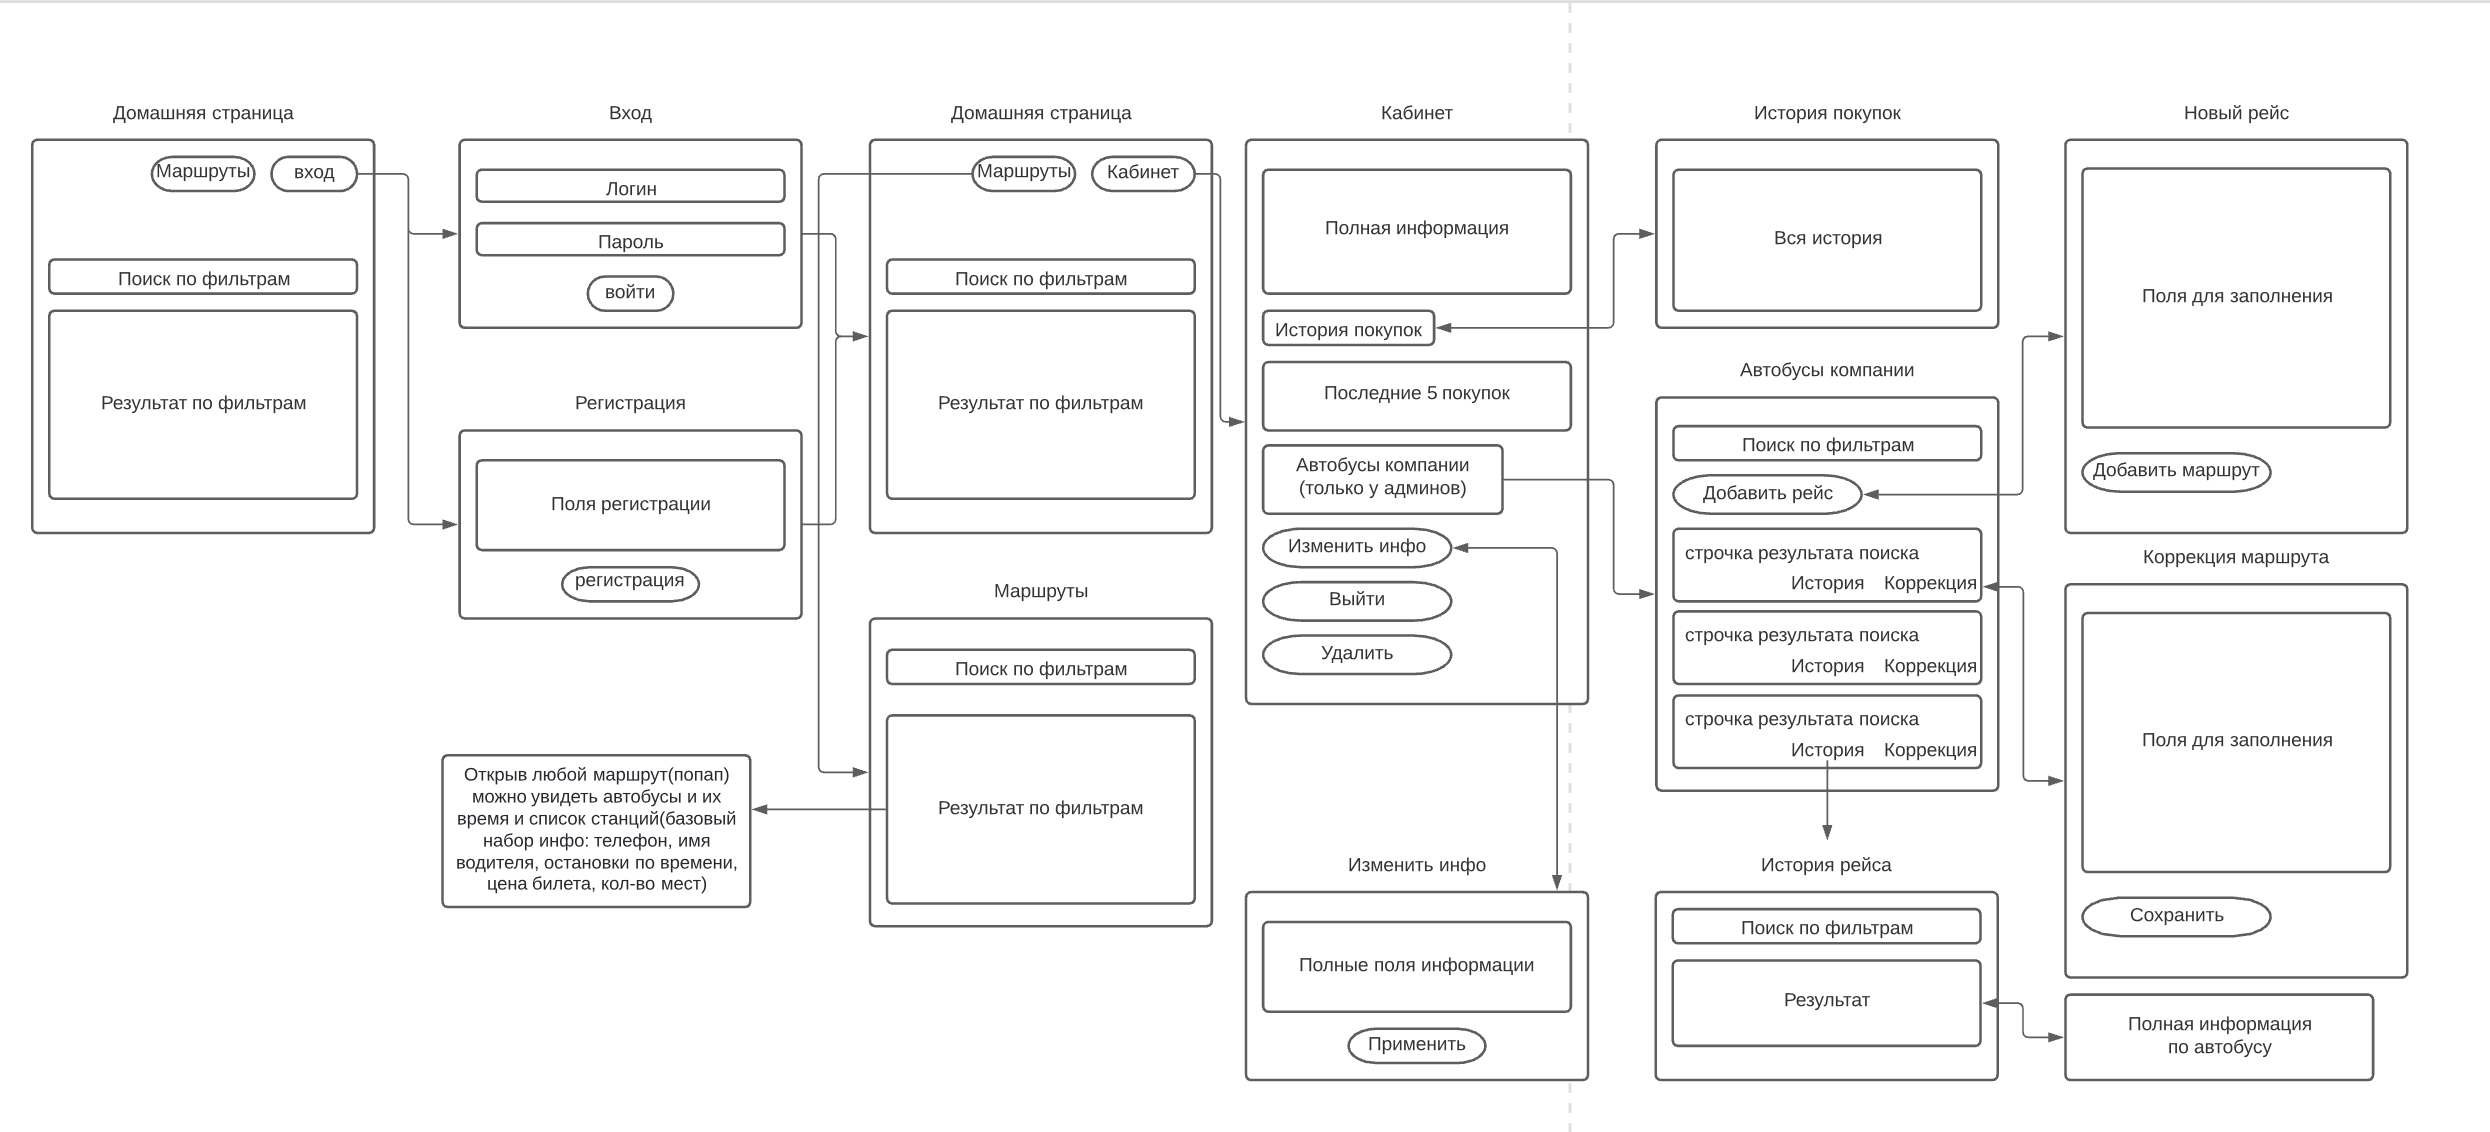 Домашняя страница
Маршруты
вход
Поиск по фильтрам
Результат по фильтрам
Вход
Логин
Пароль
войти
Регистрация
Поля регистрации
регистрация
Открыв любой маршрут(попап)
можно увидеть автобусы и их
время и список станций(базовый
набор инфо: телефон, имя
водителя, остановки по времени,
цена билета, кол-во мест)
Домашняя страница
Маршруты
Кабинет
Поиск по фильтрам
Результат по фильтрам
Маршруты
Поиск по фильтрам
Результат по фильтрам
Кабинет
Полная информация
История покупок
Последние 5 покупок
Автобусы компании
(только у админов)
Изменить инфо
Выйти
Удалить
Изменить инфо
Полные поля информации
Применить
История покупок
Вся история
Автобусы компании
Поиск по фильтрам
Добавить рейс
строчка результата поиска
История Коррекция
строчка результата поиска
История Коррекция
строчка результата поиска
История Коррекция
История рейса
Поиск по фильтрам
Результат
Новый рейс
Поля для заполнения
Добавить маршрут
Коррекция маршрута
Поля для заполнения
Сохранить
Полная информация
по автобусу